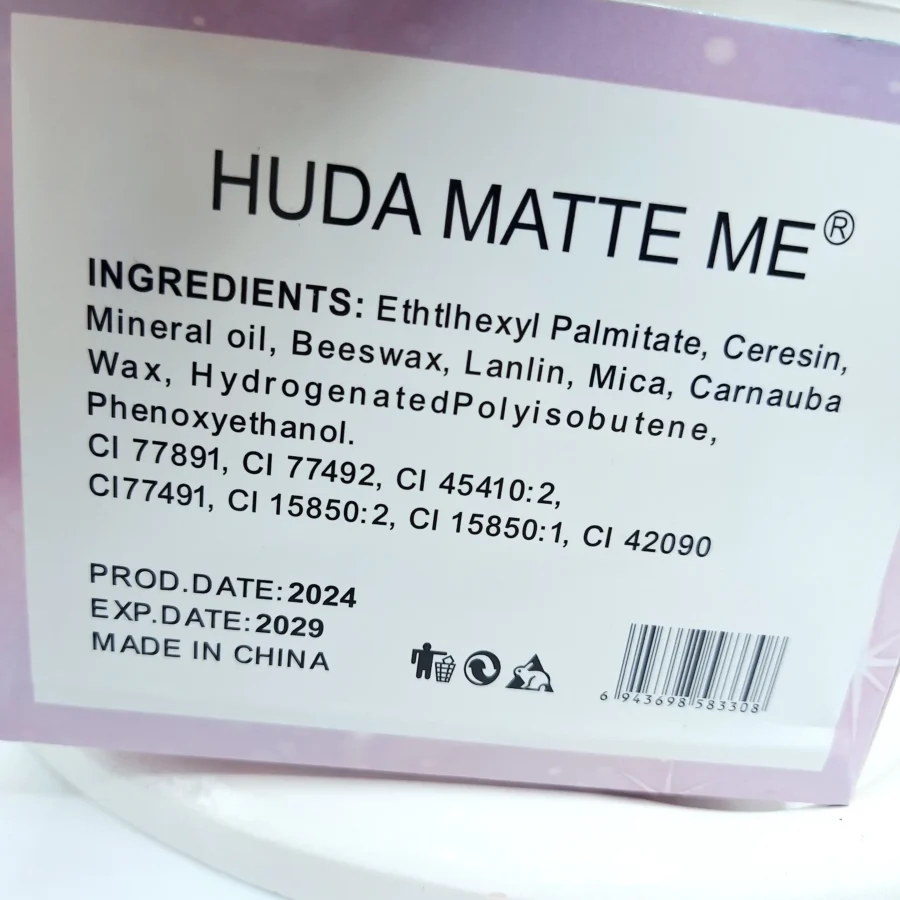 HUDA MATTE ME®
INGREDIENTS: Ethtlhexyl Palmitate, Ceresin,
Mineral oil, Beeswax, Lanlin, Mica, Carnauba
Wax, HydrogenatedPolyisobutene,
Phenoxyethanol.
CI 77891, CI 77492, CI 45410:2,
CI77491, CI 15850:2, CI 15850:1, CI 42090
PROD.DATE:2024
EXP.DATE:2029
MADE IN CHINA
6 943698 583308